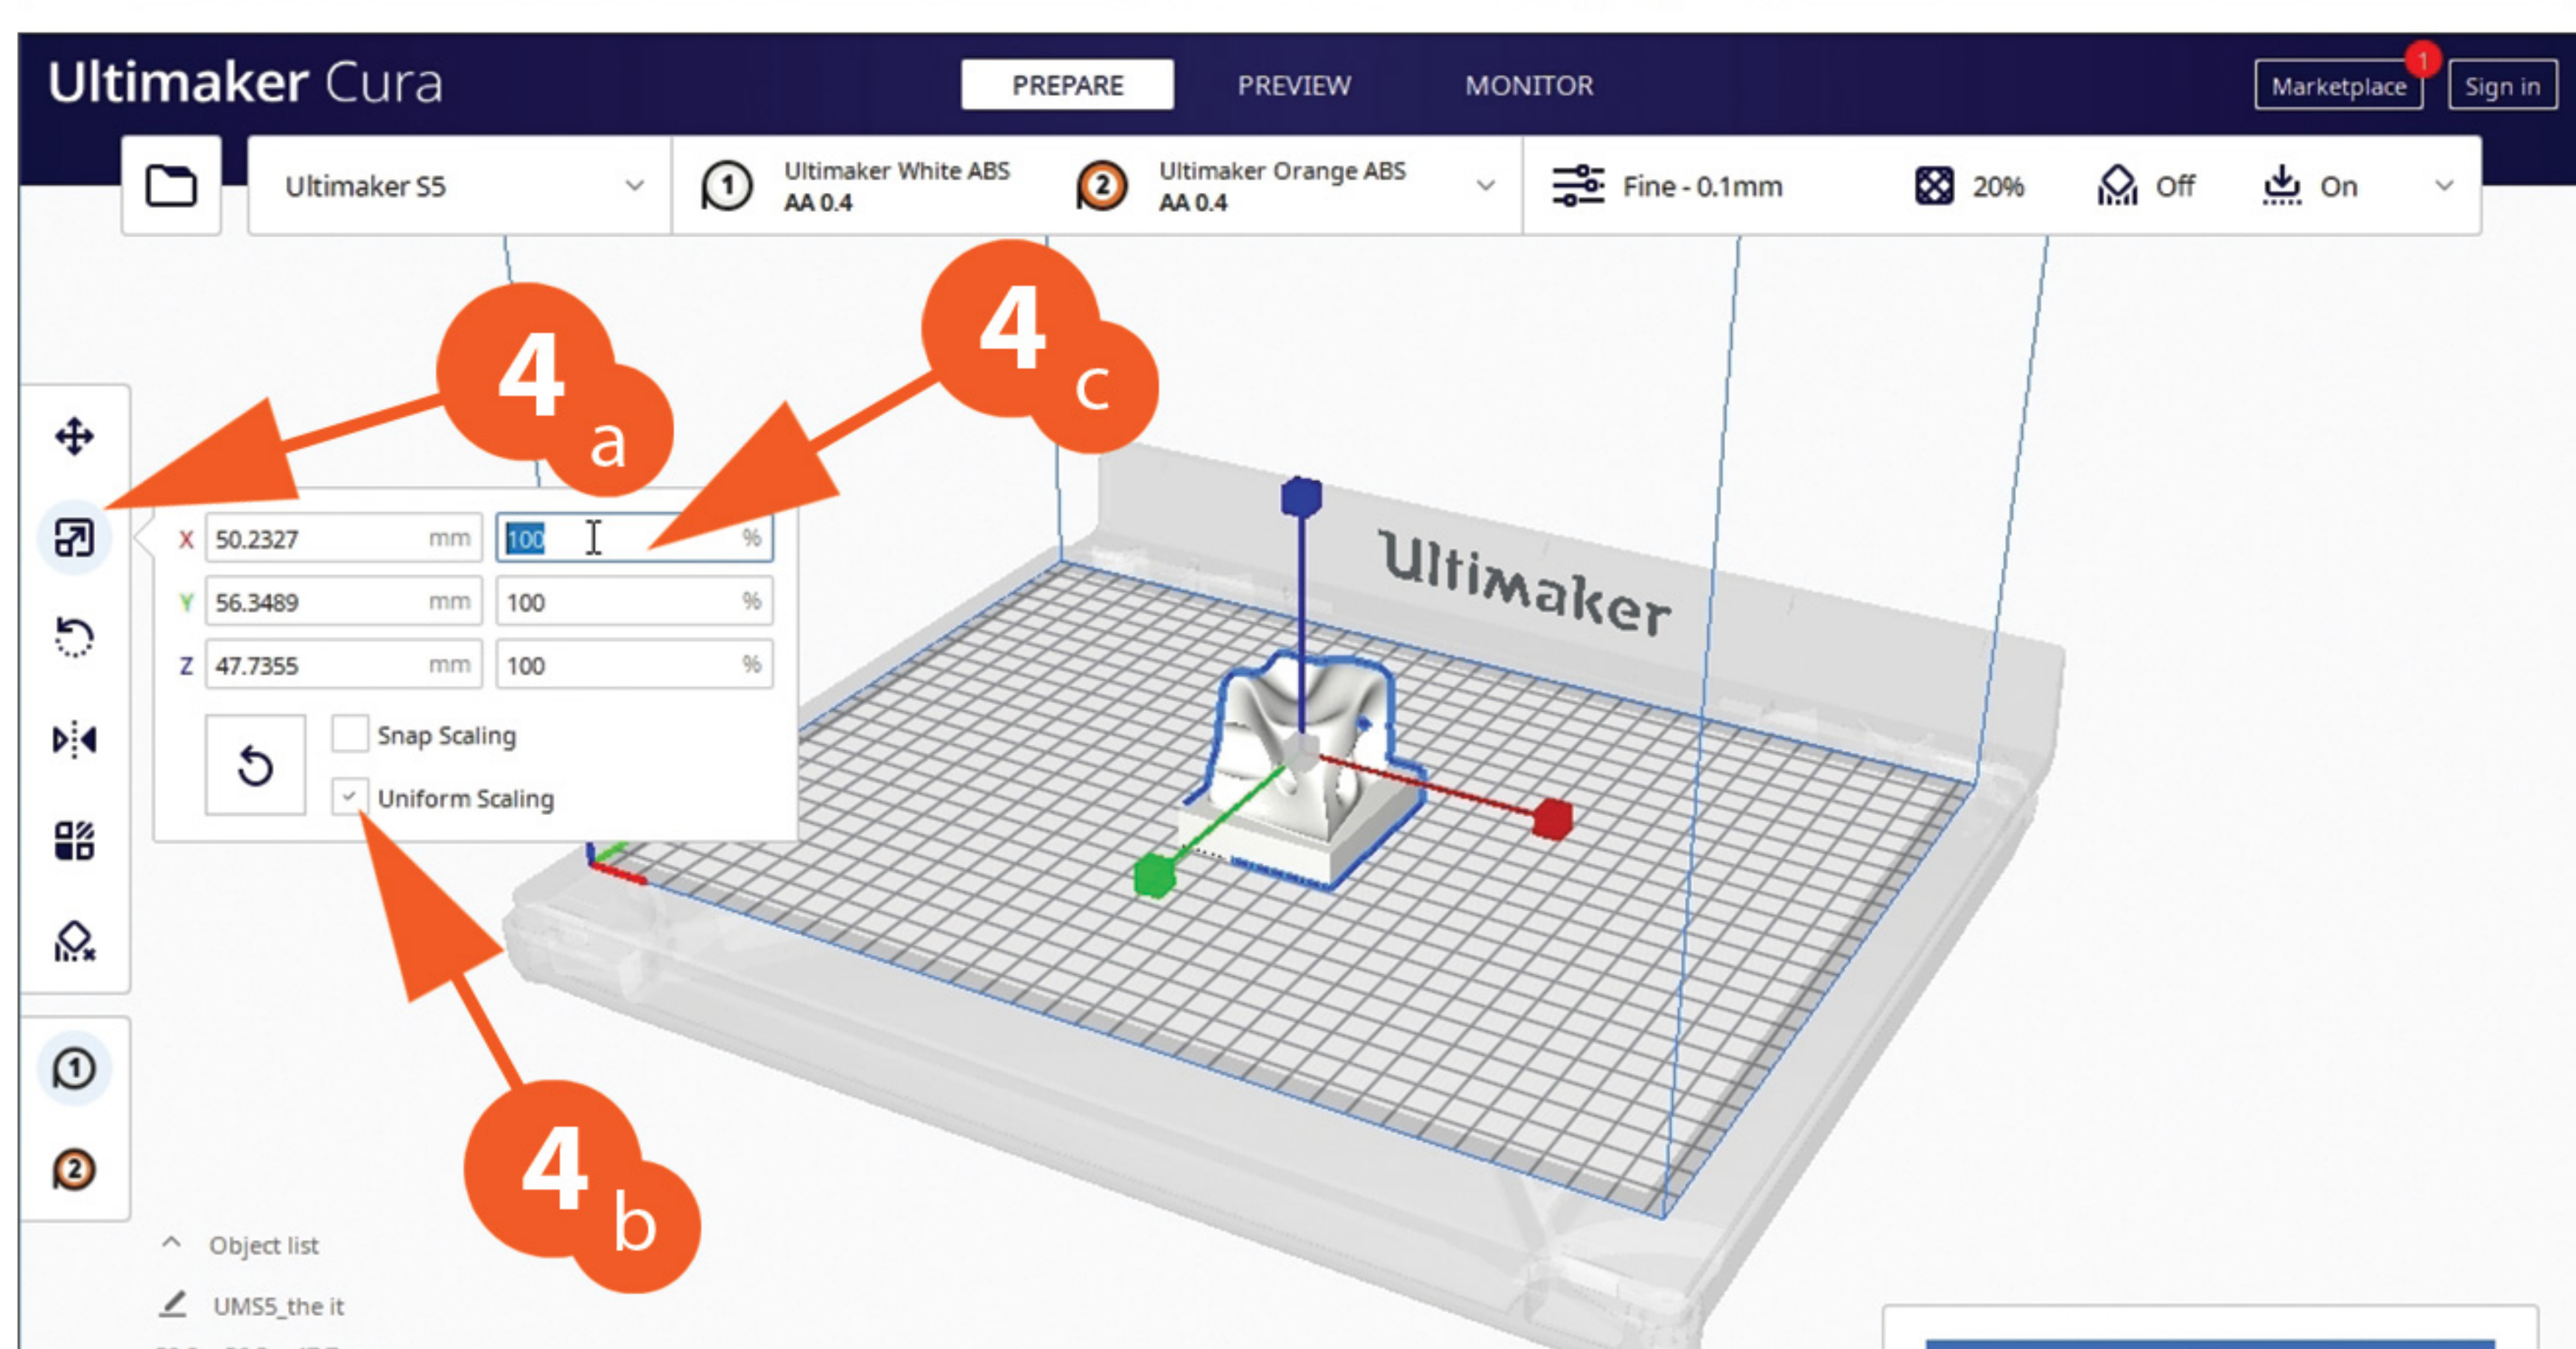 Ultimaker Cura
PREPARE PREVIEW MONITOR
Marketplace 1 Sign in
Ultimaker S5
1 Ultimaker White ABS
AA 0.4
2 Ultimaker Orange ABS
AA 0.4
Fine - 0.1mm 20% Off On
4 a
4 c
X 50.2327 mm 100 %
Y 56.3489 mm 100 %
Z 47.7355 mm 100 %
Snap Scaling
Uniform Scaling
Ultimaker
4 b
1
2
Object list
UMS5_the it